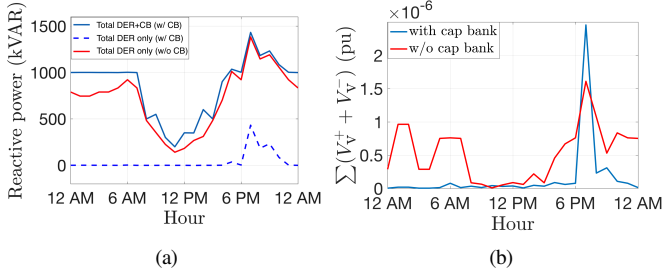 Reactive power (kVAR)
1500
1000
500
0
Total DER+CB (w/ CB)
Total DER only (w/ CB)
Total DER only (w/o CB)
12 AM 6 AM 12 PM 6 PM 12 AM
Hour
(a)
×10^-6
∑(V_∇^+ + V_∇^-) (pu)
2
1.5
1
0.5
0
with cap bank
w/o cap bank
12 AM 6 AM 12 PM 6 PM 12 AM
Hour
(b)